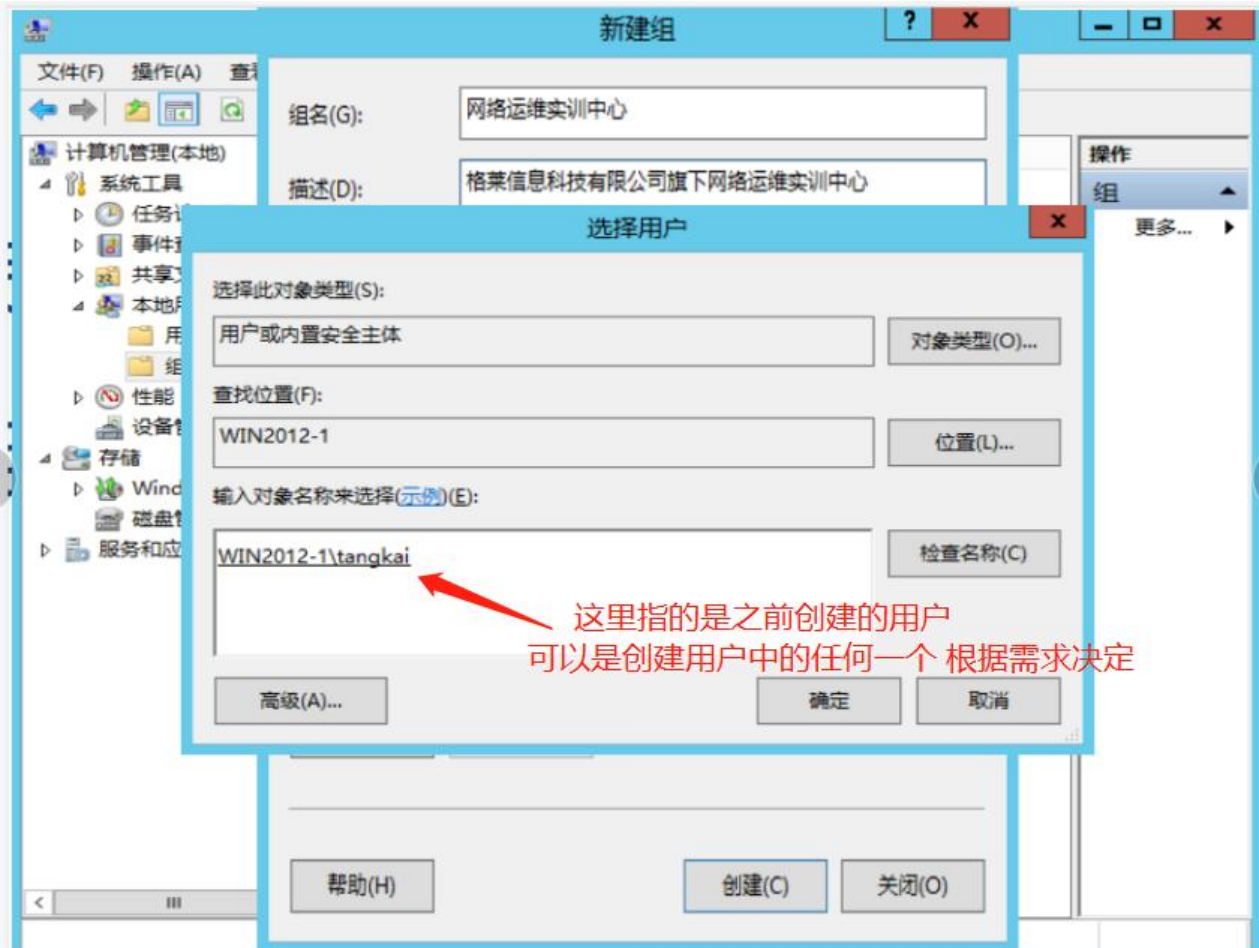 新建组
?
X
X
文件(F) 操作(A)
组名(G):
网络运维实训中心
计算机管理(本地)
操作
系统工具
描述(D):
格莱信息科技有限公司旗下网络运维实训中心
组
任务
选择用户
X
更多...
事件
共享
选择此对象类型(S):
本地
用户或内置安全主体
对象类型(O)...
组
性能
查找位置(F):
设备
WIN2012-1
位置(L)...
存储
Wind
输入对象名称来选择(示例)(E):
磁盘
服务和应
WIN2012-1\tangkai
检查名称(C)
这里指的是之前创建的用户
可以是创建用户中的任何一个 根据需求决定
高级(A)...
确定
取消
帮助(H)
创建(C)
关闭(O)